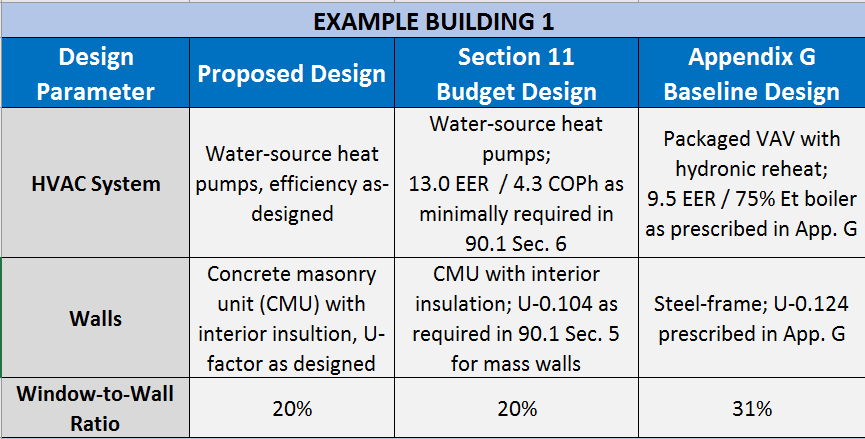 EXAMPLE BUILDING 1
Design
Parameter
Proposed Design
Section 11
Budget Design
Appendix G
Baseline Design
HVAC System
Water-source heat
pumps, efficiency as-
designed
Water-source heat
pumps;
13.0 EER / 4.3 COPh as
minimally required in
90.1 Sec. 6
Packaged VAV with
hydronic reheat;
9.5 EER / 75% Et boiler
as prescribed in App. G
Walls
Concrete masonry
unit (CMU) with
interior insultion, U-
factor as designed
CMU with interior
insulation; U-0.104 as
required in 90.1 Sec. 5
for mass walls
Steel-frame; U-0.124
prescribed in App. G
Window-to-Wall
Ratio
20%
20%
31%